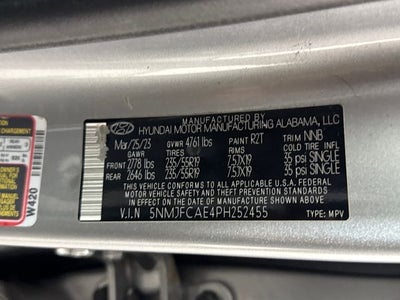 MANUFACTURED BY
HYUNDAI MOTOR MANUFACTURING ALABAMA, LLC
Mar/25/23 GVWR 4761 lbs PAINT R2T TRIM NNB
GAWR TIRES RIMS COLD TIRE INFL
FRONT 2778 lbs 235/55R19 7.5JX19 35 psi SINGLE
REAR 2646 lbs 235/55R19 7.5JX19 35 psi SINGLE
THIS VEHICLE CONFORMS TO ALL APPLICABLE FEDERAL
MOTOR VEHICLE SAFETY, BUMPER, AND THEFT PREVENTION
STANDARDS IN EFFECT ON THE DATE OF MANUFACTURE
SHOWN ABOVE
V.I.N 5NMJFCAE4PH252455 TYPE: MPV
W420